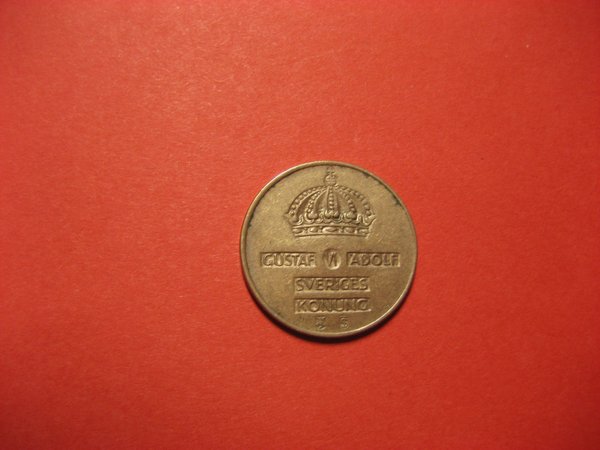 GUSTAF VI ADOLF
SVERIGES
KONUNG